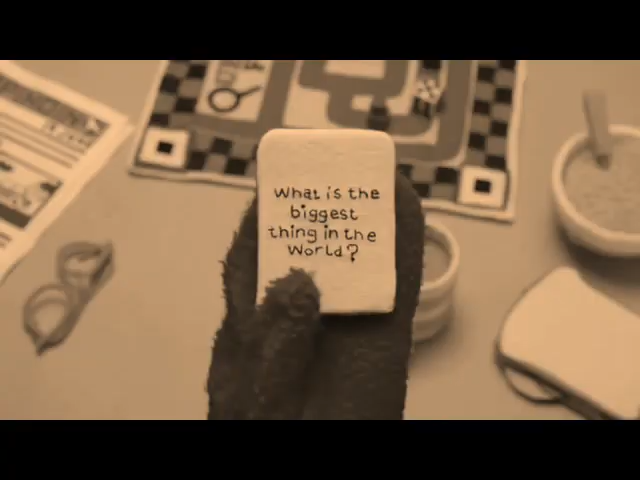 What is the
biggest
thing in the
World?